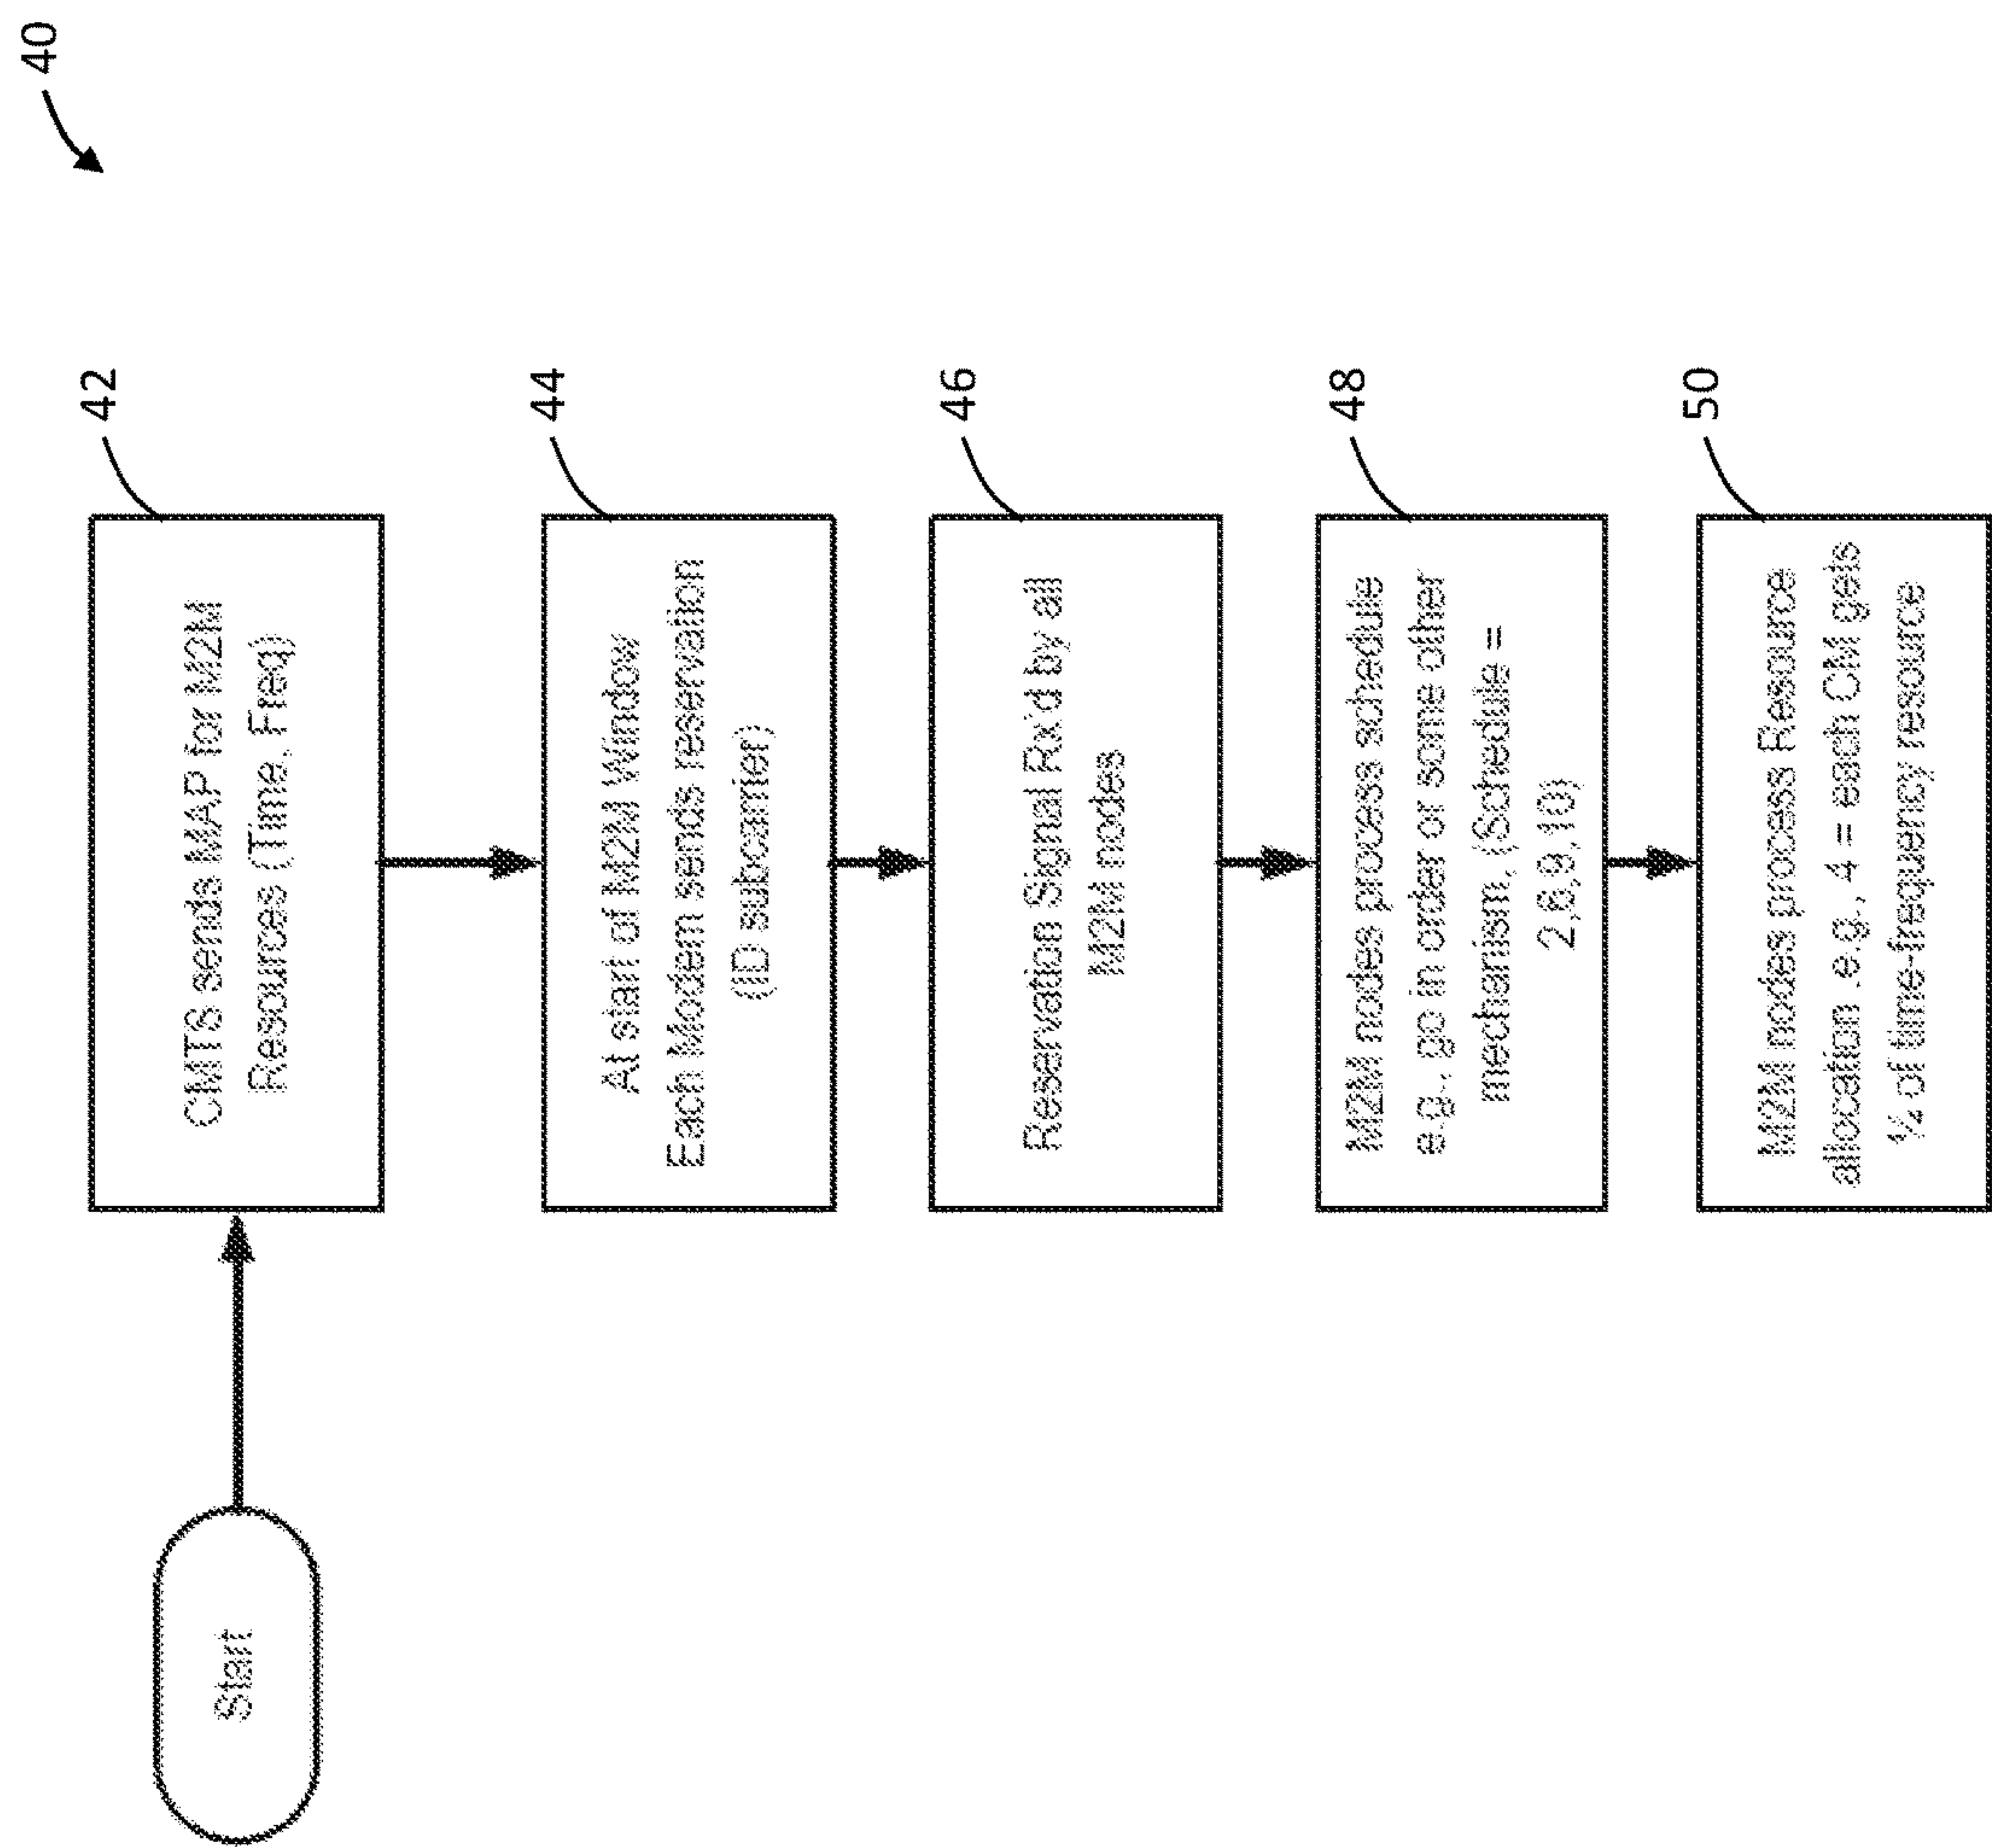 40
Start
42
CMTS sends MAP for M2M
Resources (Time, Freq)
44
At start of M2M Window
Each Modem sends reservation
(ID subcarrier)
46
Reservation Signal Rx'd by all
M2M nodes
48
M2M nodes process schedule
e.g., go in order or some other
mechanism, (Schedule =
2,6,9,10)
50
M2M nodes process Resource
allocation .e.g., 4 = each CM gets
¼ of time-frequency resource